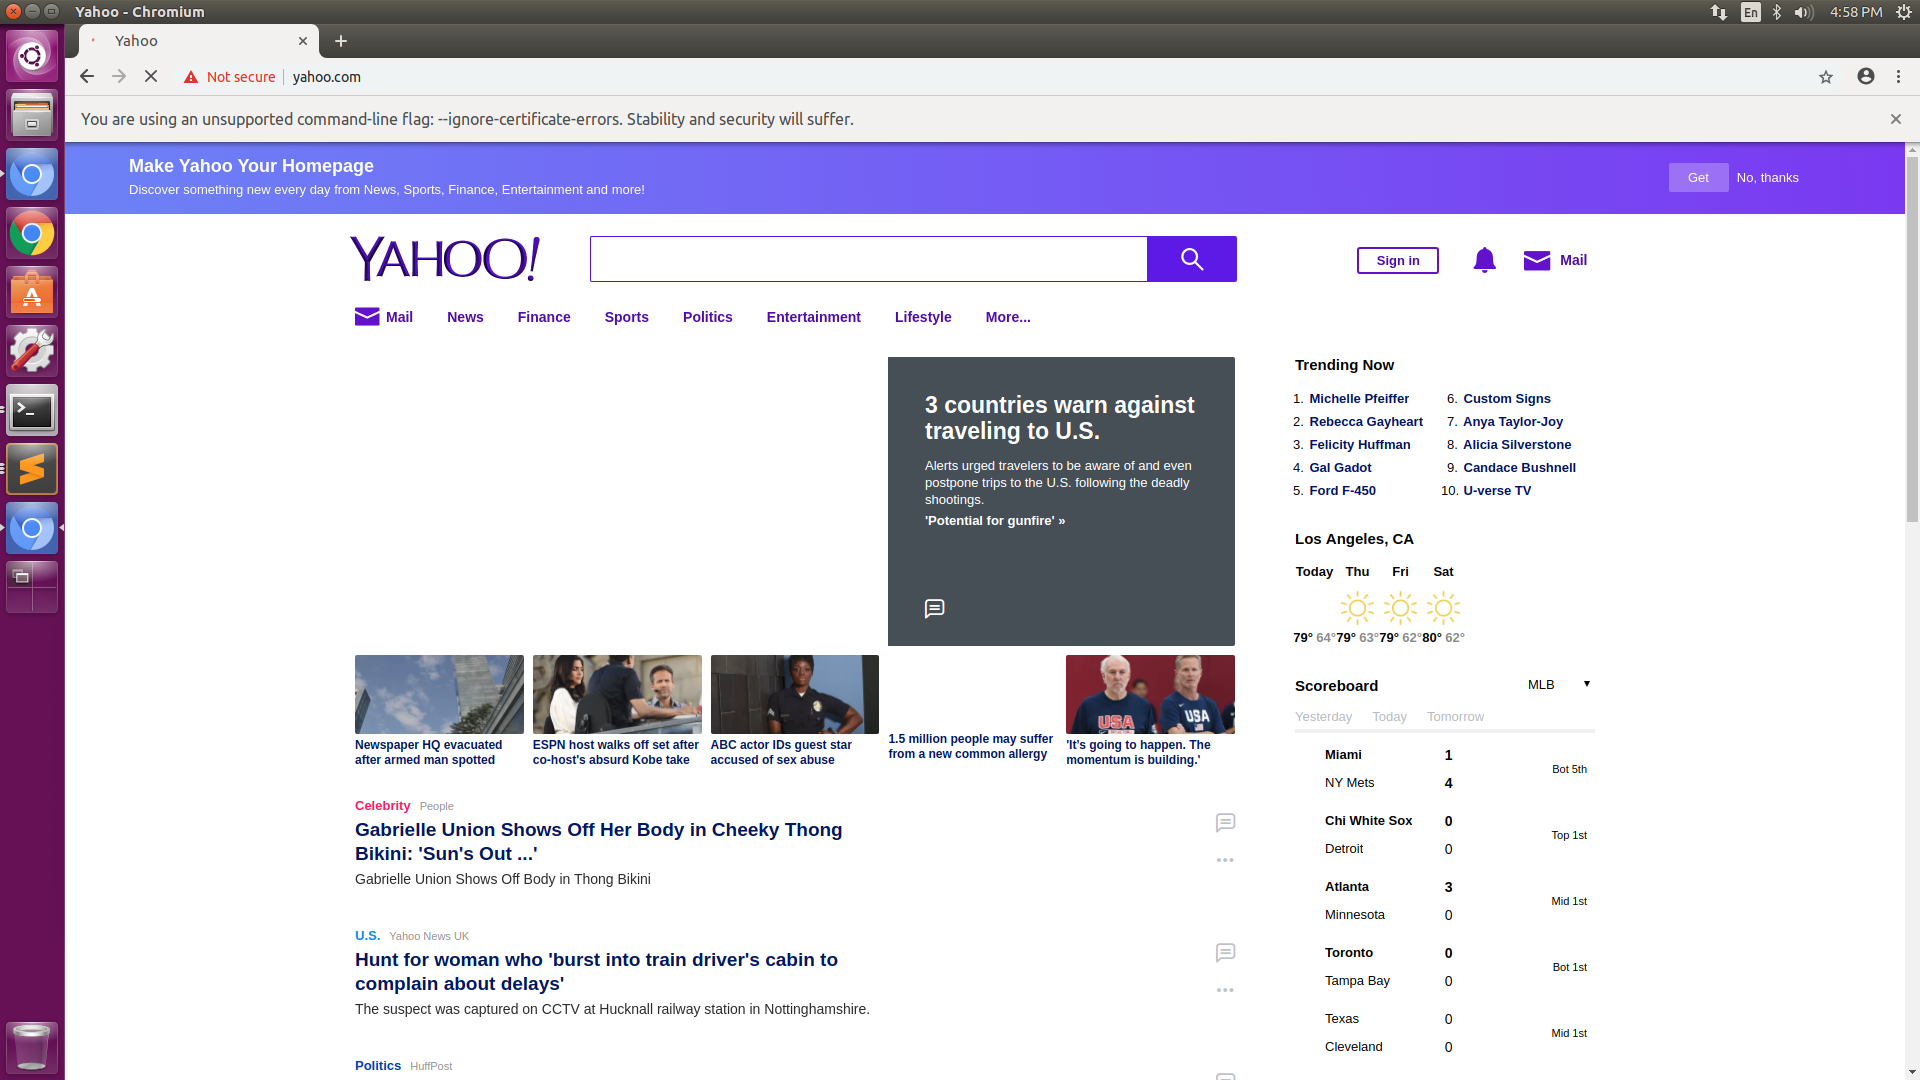 Yahoo - Chromium
En
4:58 PM
Yahoo
Not secure
yahoo.com
You are using an unsupported command-line flag: --ignore-certificate-errors. Stability and security will suffer.
Make Yahoo Your Homepage
Discover something new every day from News, Sports, Finance, Entertainment and more!
Get
No, thanks
YAHOO!
Sign in
Mail
Mail
News
Finance
Sports
Politics
Entertainment
Lifestyle
More...
3 countries warn against
traveling to U.S.
Alerts urged travelers to be aware of and even
postpone trips to the U.S. following the deadly
shootings.
'Potential for gunfire' »
Newspaper HQ evacuated
after armed man spotted
ESPN host walks off set after
co-host's absurd Kobe take
ABC actor IDs guest star
accused of sex abuse
1.5 million people may suffer
from a new common allergy
USA
USA
'It's going to happen. The
momentum is building.'
Celebrity People
Gabrielle Union Shows Off Her Body in Cheeky Thong
Bikini: 'Sun's Out ...'
Gabrielle Union Shows Off Body in Thong Bikini
U.S. Yahoo News UK
Hunt for woman who 'burst into train driver's cabin to
complain about delays'
The suspect was captured on CCTV at Hucknall railway station in Nottinghamshire.
Politics HuffPost
Trending Now
1. Michelle Pfeiffer
2. Rebecca Gayheart
3. Felicity Huffman
4. Gal Gadot
5. Ford F-450
6. Custom Signs
7. Anya Taylor-Joy
8. Alicia Silverstone
9. Candace Bushnell
10. U-verse TV
Los Angeles, CA
Today Thu Fri Sat
79° 64° 79° 63° 79° 62° 80° 62°
Scoreboard
MLB
Yesterday Today Tomorrow
Miami 1
NY Mets 4
Bot 5th
Chi White Sox 0
Detroit 0
Top 1st
Atlanta 3
Minnesota 0
Mid 1st
Toronto 0
Tampa Bay 0
Bot 1st
Texas 0
Cleveland 0
Mid 1st